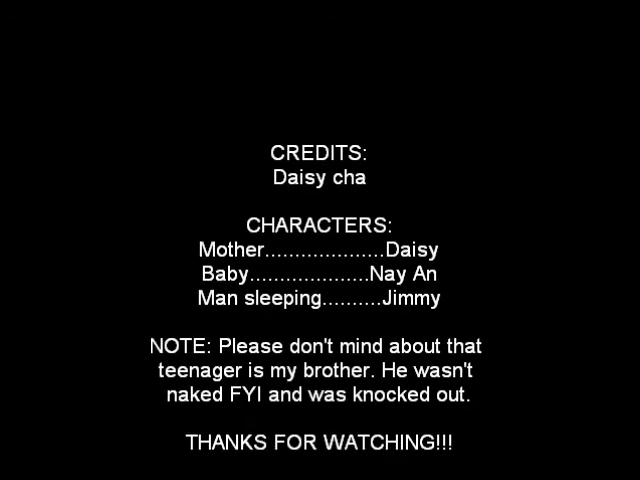 CREDITS:
Daisy cha
CHARACTERS:
Mother....................Daisy
Baby....................Nay An
Man sleeping..........Jimmy
NOTE: Please don't mind about that
teenager is my brother. He wasn't
naked FYI and was knocked out.
THANKS FOR WATCHING!!!